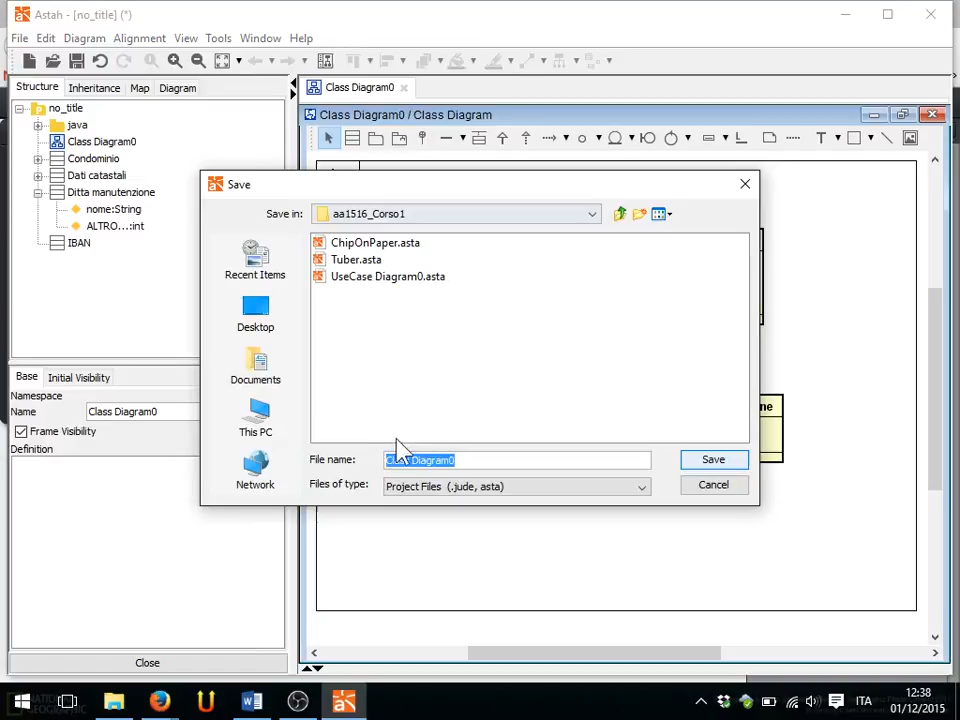 Astah - [no_title] (*)
File Edit Diagram Alignment View Tools Window Help
Structure Inheritance Map Diagram
no_title
java
Class Diagram0
Condominio
Dati catastali
Ditta manutenzione
nome:String
ALTRO...:int
IBAN
Base Initial Visibility
Namespace
Name Class Diagram0
Frame Visibility
Definition
Close
Class Diagram0
Class Diagram0 / Class Diagram
ne
Save
Save in: aa1516_Corso1
Recent Items
Desktop
Documents
This PC
Network
ChipOnPaper.asta
Tuber.asta
UseCase Diagram0.asta
File name: Class Diagram0
Save
Files of type: Project Files (.jude, asta)
Cancel
ITA
12:38
01/12/2015